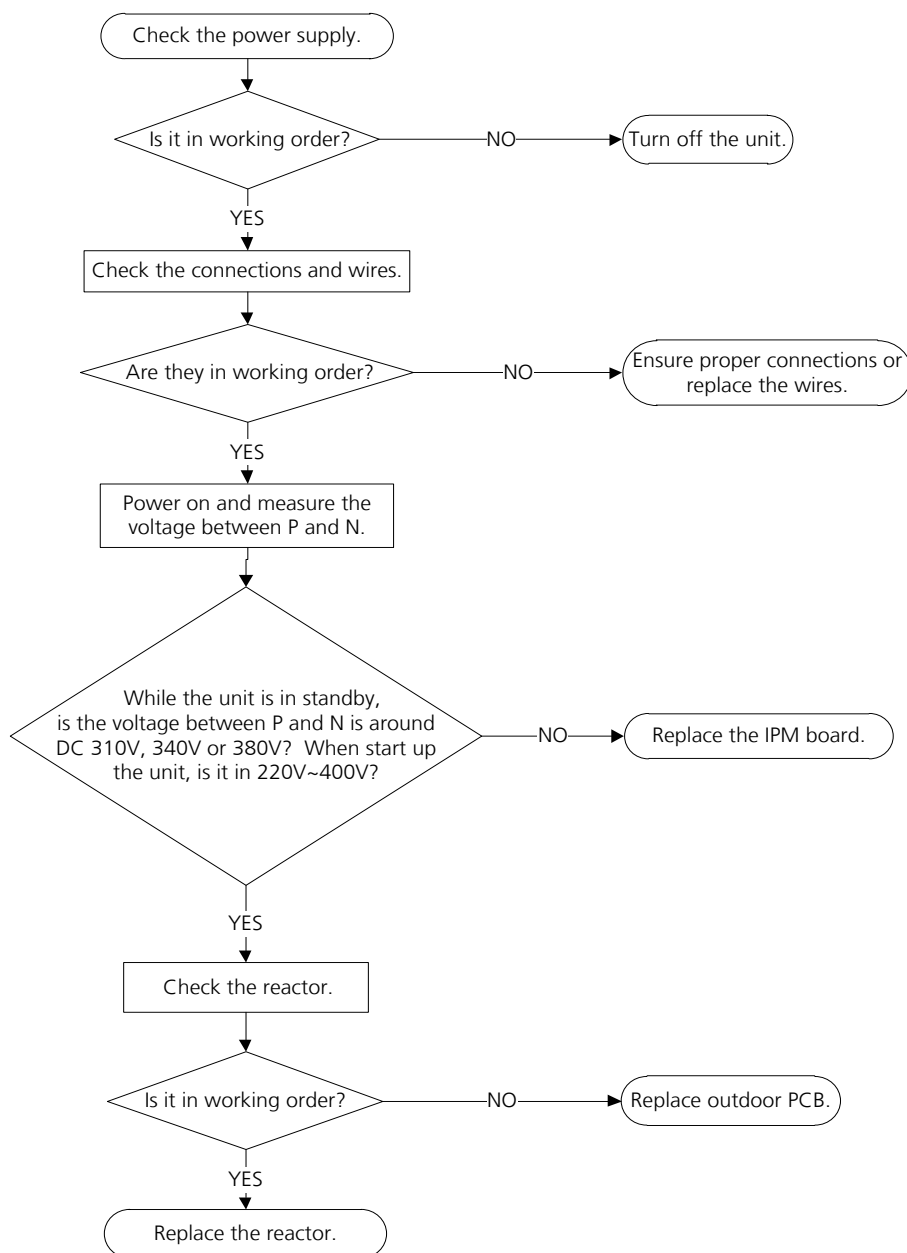 Check the power supply.
Is it in working order?
NO
Turn off the unit.
YES
Check the connections and wires.
Are they in working order?
NO
Ensure proper connections or
replace the wires.
YES
Power on and measure the
voltage between P and N.
While the unit is in standby,
is the voltage between P and N is around
DC 310V, 340V or 380V? When start up
the unit, is it in 220V~400V?
NO
Replace the IPM board.
YES
Check the reactor.
Is it in working order?
NO
Replace outdoor PCB.
YES
Replace the reactor.